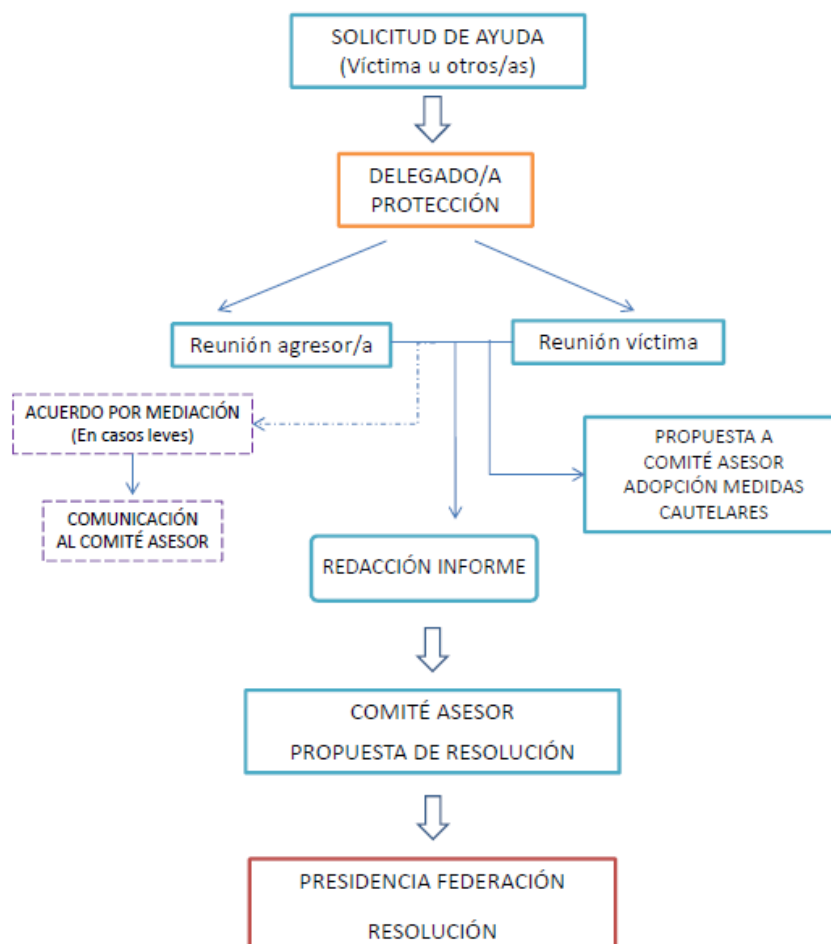 SOLICITUD DE AYUDA
(Víctima u otros/as)
DELEGADO/A
PROTECCIÓN
Reunión agresor/a
Reunión víctima
ACUERDO POR MEDIACIÓN
(En casos leves)
COMUNICACIÓN
AL COMITÉ ASESOR
PROPUESTA A
COMITÉ ASESOR
ADOPCIÓN MEDIDAS
CAUTELARES
REDACCIÓN INFORME
COMITÉ ASESOR
PROPUESTA DE RESOLUCIÓN
PRESIDENCIA FEDERACIÓN
RESOLUCIÓN